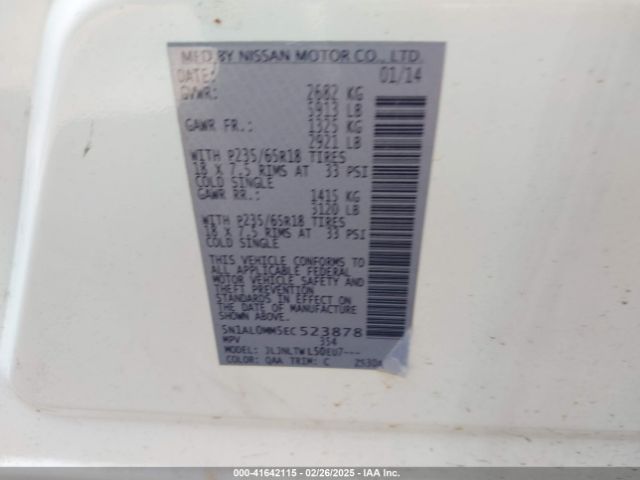 MFD BY NISSAN MOTOR CO., LTD.
DATE: 01/14
GVWR: 2682 KG
5913 LB
GAWR FR.: 1325 KG
2921 LB
WITH P235/65R18 TIRES
18 X 7.5 RIMS AT 33 PSI
COLD SINGLE
GAWR RR.: 1415 KG
3120 LB
WITH P235/65R18 TIRES
18 X 7.5 RIMS AT 33 PSI
COLD SINGLE
THIS VEHICLE CONFORMS TO
ALL APPLICABLE FEDERAL
MOTOR VEHICLE SAFETY AND
THEFT PREVENTION
STANDARDS IN EFFECT ON
THE DATE OF MANUFACTURE
SHOWN ABOVE.
5N1AL0MM5EC523878
MPV 354
MODEL: JLJNLTWL50EU7---
COLOR: QAA TRIM: C
000-41642115 - 02/26/2025 - IAA Inc.